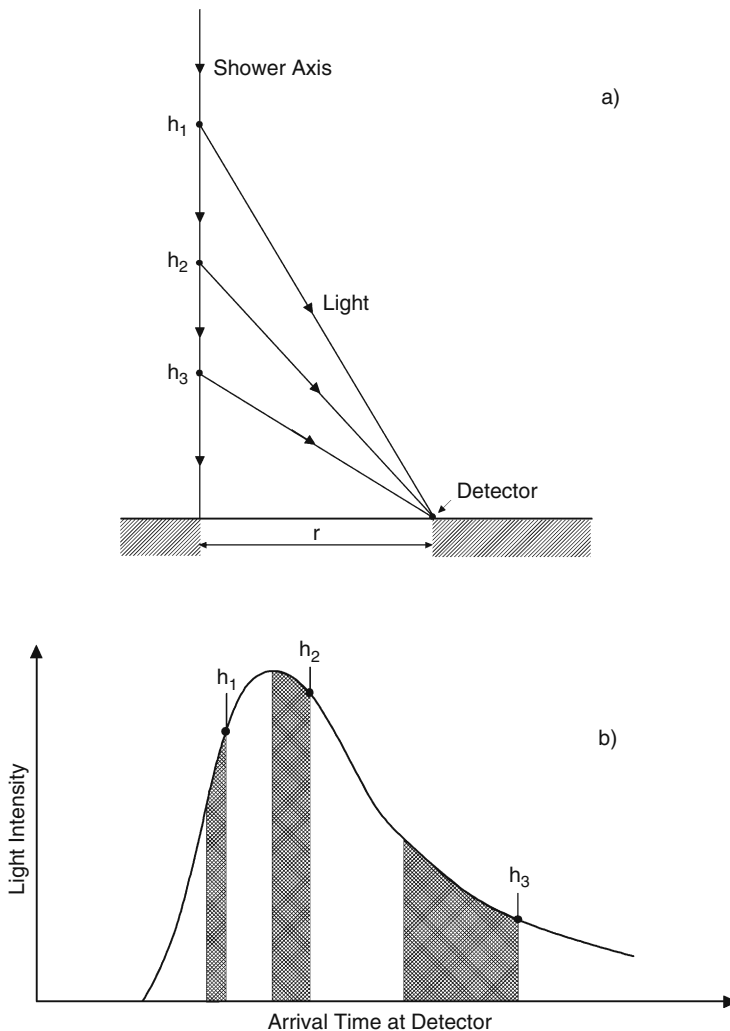 Shower Axis
a)
h1
h2
Light
h3
Detector
r
h2
h1
b)
h3
Light Intensity
Arrival Time at Detector